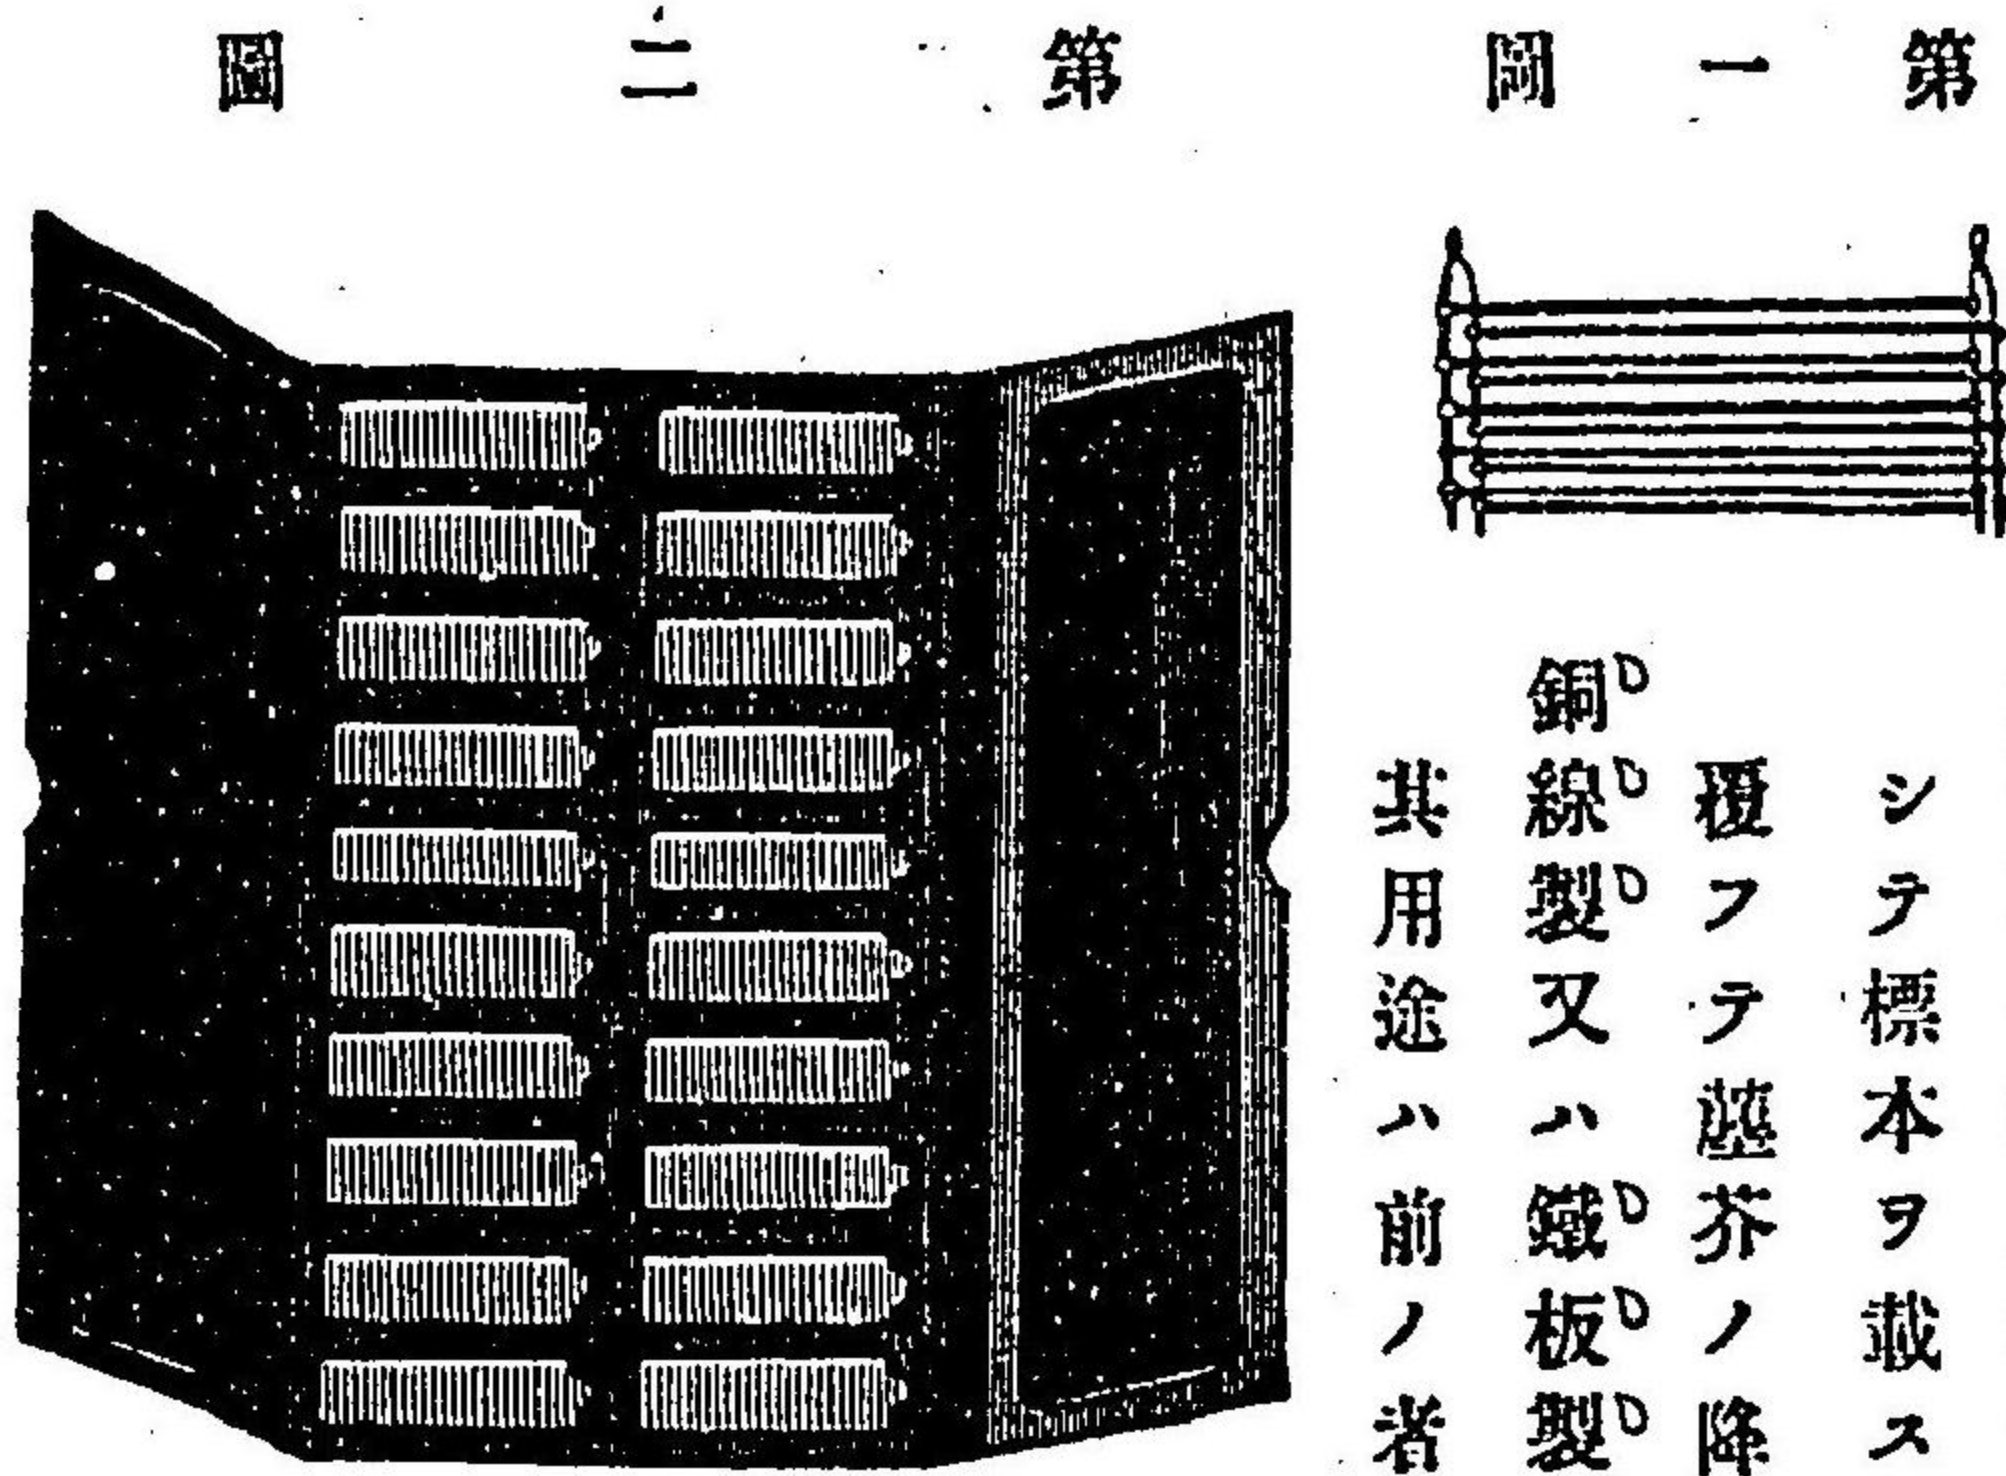 第一圖
第二圖
シテ標本ヲ載ス
覆フテ塵芥ノ降
銅線製又ハ鐵板製
其用途ハ前ノ者